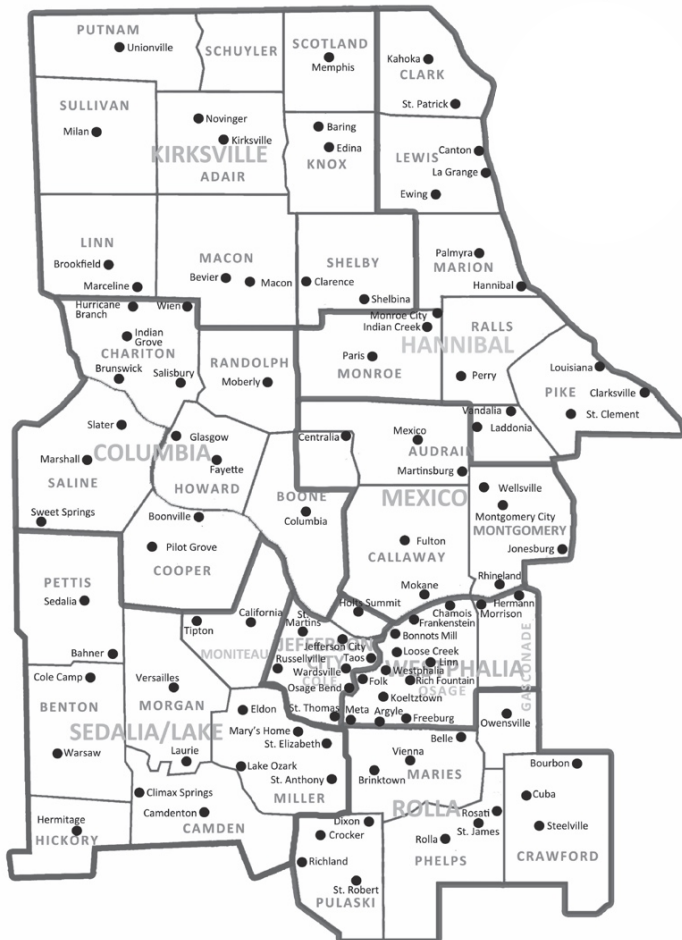 PUTNAM
Unionville
SCHUYLER
SCOTLAND
Memphis
Kahoka
CLARK
St. Patrick
SULLIVAN
Milan
Novinger
Kirksville
KIRKSVILLE
ADAIR
Baring
Edina
KNOX
LEWIS
Canton
La Grange
Ewing
LINN
Brookfield
Marceline
MACON
Bevier
Macon
SHELBY
Clarence
Shelbina
Palmyra
MARION
Hannibal
Hurricane
Branch
Wien
Indian
Grove
CHARITON
Brunswick
Salisbury
RANDOLPH
Moberly
Monroe City
Indian Creek
HANNIBAL
Paris
MONROE
RALLS
Perry
Louisiana
PIKE
Clarksville
St. Clement
Vandalia
Laddonia
Slater
COLUMBIA
Marshall
SALINE
Sweet Springs
Glasgow
Fayette
HOWARD
Centralia
Mexico
AUDRAIN
Martinsburg
BOONE
Columbia
MEXICO
Wellsville
Montgomery City
MONTGOMERY
Jonesburg
Boonville
Pilot Grove
COOPER
Fulton
CALLAWAY
Mokane
Rhineland
PETTIS
Sedalia
Bahner
California
Tipton
MONITEAU
St.
Martins
Holts Summit
JEFFERSON
CITY
Jefferson City
Russellville
Taos
Wardsville
COLE
Osage Bend
St. Thomas
Chamois
Frankenstein
Bonnots Mill
Loose Creek
Linn
WESTPHALIA
Westphalia
OSAGE
Rich Fountain
Folk
Koeltztown
Meta
Argyle
Freeburg
Hermann
Morrison
GASCONADE
Owensville
Cole Camp
BENTON
Warsaw
Versailles
MORGAN
SEDALIA/LAKE
Laurie
Eldon
Mary's Home
St. Elizabeth
Lake Ozark
St. Anthony
MILLER
Belle
Vienna
Brinktown
MARIES
ROLLA
Bourbon
Cuba
Steelville
CRAWFORD
Hermitage
HICKORY
Climax Springs
Camdenton
CAMDEN
Dixon
Crocker
Richland
St. Robert
PULASKI
Rosati
St. James
Rolla
PHELPS